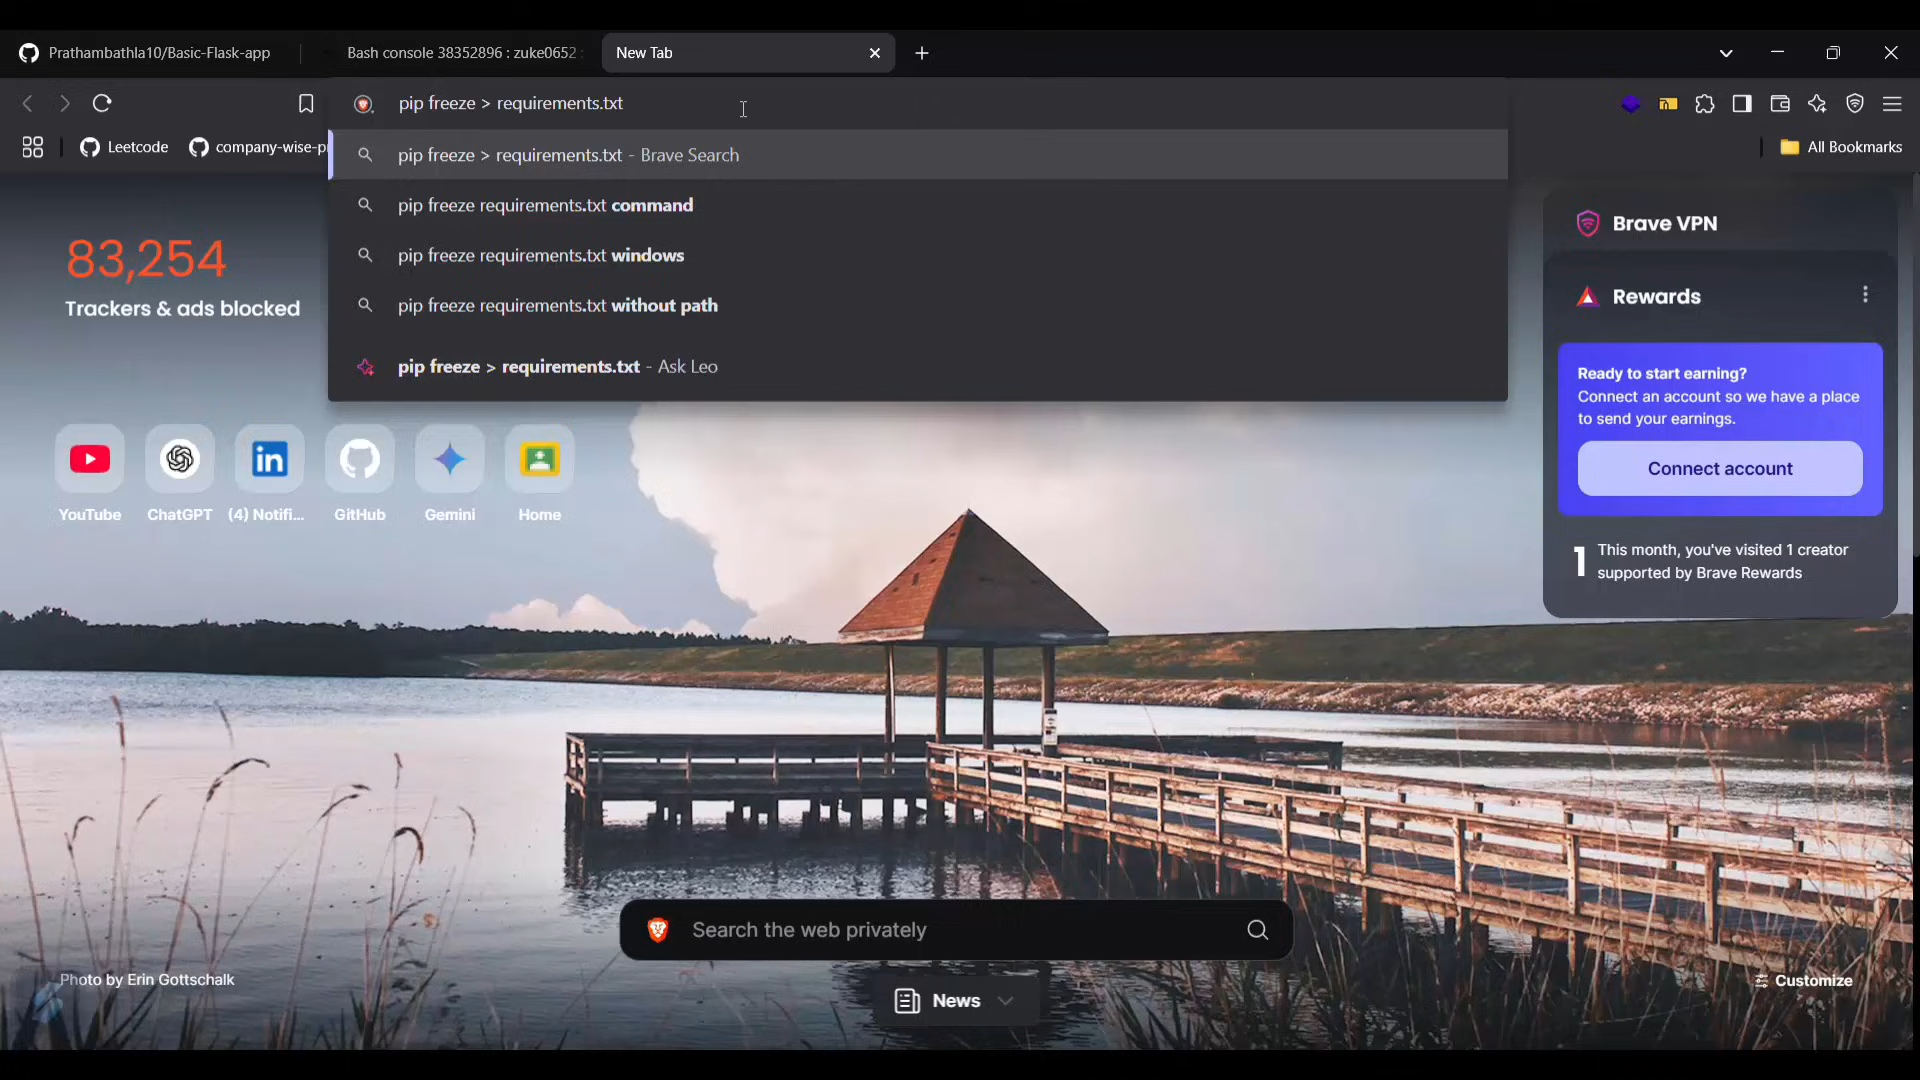 Prathambathla10/Basic-Flask-app
Bash console 38352896 : zuke0652 :
New Tab
pip freeze > requirements.txt
Leetcode
company-wise-pr
All Bookmarks
pip freeze > requirements.txt - Brave Search
pip freeze requirements.txt command
pip freeze requirements.txt windows
pip freeze requirements.txt without path
pip freeze > requirements.txt - Ask Leo
83,254
Trackers & ads blocked
Brave VPN
Rewards
Ready to start earning?
Connect an account so we have a place
to send your earnings.
Connect account
1
This month, you've visited 1 creator
supported by Brave Rewards
YouTube
ChatGPT
(4) Notifi...
GitHub
Gemini
Home
Search the web privately
Photo by Erin Gottschalk
Customize
News